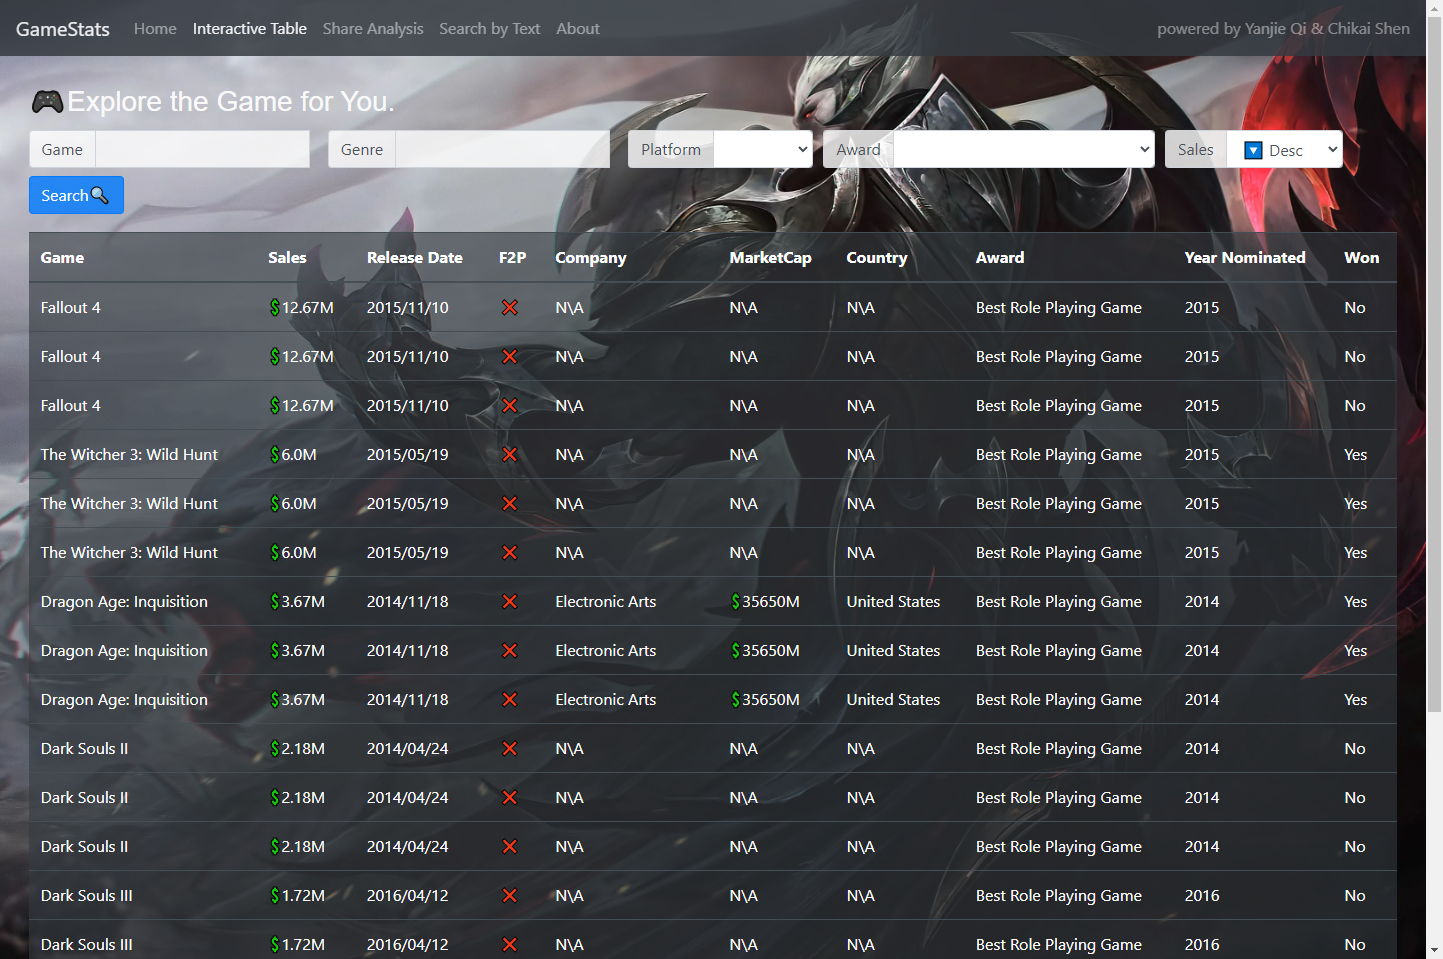 GameStats Home Interactive Table Share Analysis Search by Text About powered by Yanjie Qi & Chikai Shen
Explore the Game for You.
Game Genre Platform Award Sales Desc
Search
Game Sales Release Date F2P Company MarketCap Country Award Year Nominated Won
Fallout 4 $12.67M 2015/11/10 ❌ N\A N\A N\A Best Role Playing Game 2015 No
Fallout 4 $12.67M 2015/11/10 ❌ N\A N\A N\A Best Role Playing Game 2015 No
Fallout 4 $12.67M 2015/11/10 ❌ N\A N\A N\A Best Role Playing Game 2015 No
The Witcher 3: Wild Hunt $6.0M 2015/05/19 ❌ N\A N\A N\A Best Role Playing Game 2015 Yes
The Witcher 3: Wild Hunt $6.0M 2015/05/19 ❌ N\A N\A N\A Best Role Playing Game 2015 Yes
The Witcher 3: Wild Hunt $6.0M 2015/05/19 ❌ N\A N\A N\A Best Role Playing Game 2015 Yes
Dragon Age: Inquisition $3.67M 2014/11/18 ❌ Electronic Arts $35650M United States Best Role Playing Game 2014 Yes
Dragon Age: Inquisition $3.67M 2014/11/18 ❌ Electronic Arts $35650M United States Best Role Playing Game 2014 Yes
Dragon Age: Inquisition $3.67M 2014/11/18 ❌ Electronic Arts $35650M United States Best Role Playing Game 2014 Yes
Dark Souls II $2.18M 2014/04/24 ❌ N\A N\A N\A Best Role Playing Game 2014 No
Dark Souls II $2.18M 2014/04/24 ❌ N\A N\A N\A Best Role Playing Game 2014 No
Dark Souls II $2.18M 2014/04/24 ❌ N\A N\A N\A Best Role Playing Game 2014 No
Dark Souls III $1.72M 2016/04/12 ❌ N\A N\A N\A Best Role Playing Game 2016 No
Dark Souls III $1.72M 2016/04/12 ❌ N\A N\A N\A Best Role Playing Game 2016 No